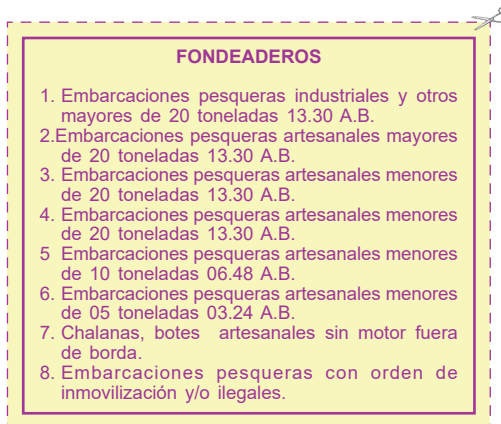 FONDEADEROS
1. Embarcaciones pesqueras industriales y otros
mayores de 20 toneladas 13.30 A.B.
2.Embarcaciones pesqueras artesanales mayores
de 20 toneladas 13.30 A.B.
3. Embarcaciones pesqueras artesanales menores
de 20 toneladas 13.30 A.B.
4. Embarcaciones pesqueras artesanales menores
de 20 toneladas 13.30 A.B.
5 Embarcaciones pesqueras artesanales menores
de 10 toneladas 06.48 A.B.
6. Embarcaciones pesqueras artesanales menores
de 05 toneladas 03.24 A.B.
7. Chalanas, botes artesanales sin motor fuera
de borda.
8. Embarcaciones pesqueras con orden de
inmovilización y/o ilegales.